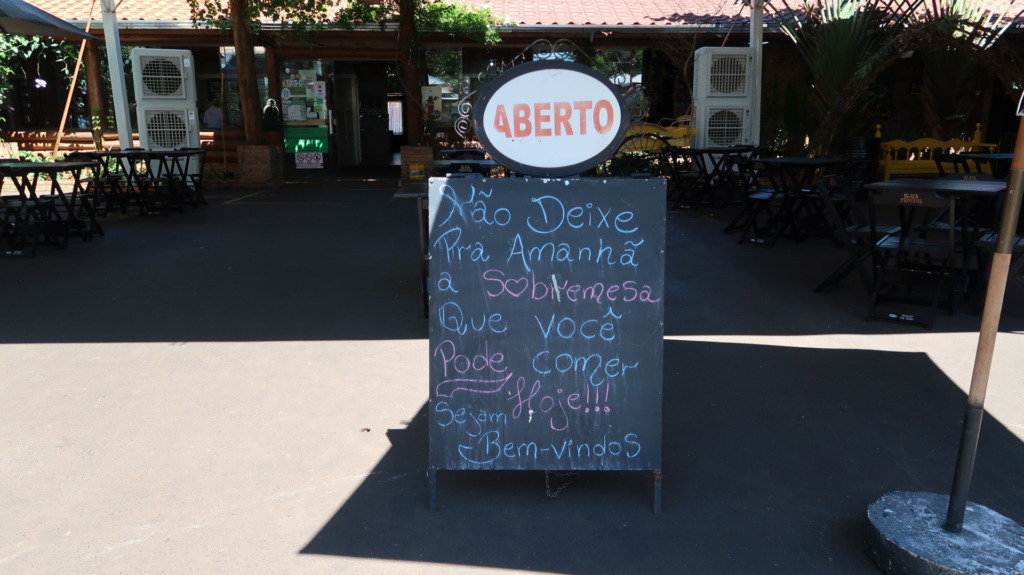 ABERTO
Não Deixe
Pra Amanhã
a Sobremesa
Que você
Pode comer
Hoje!!!
Sejam
Bem-vindos